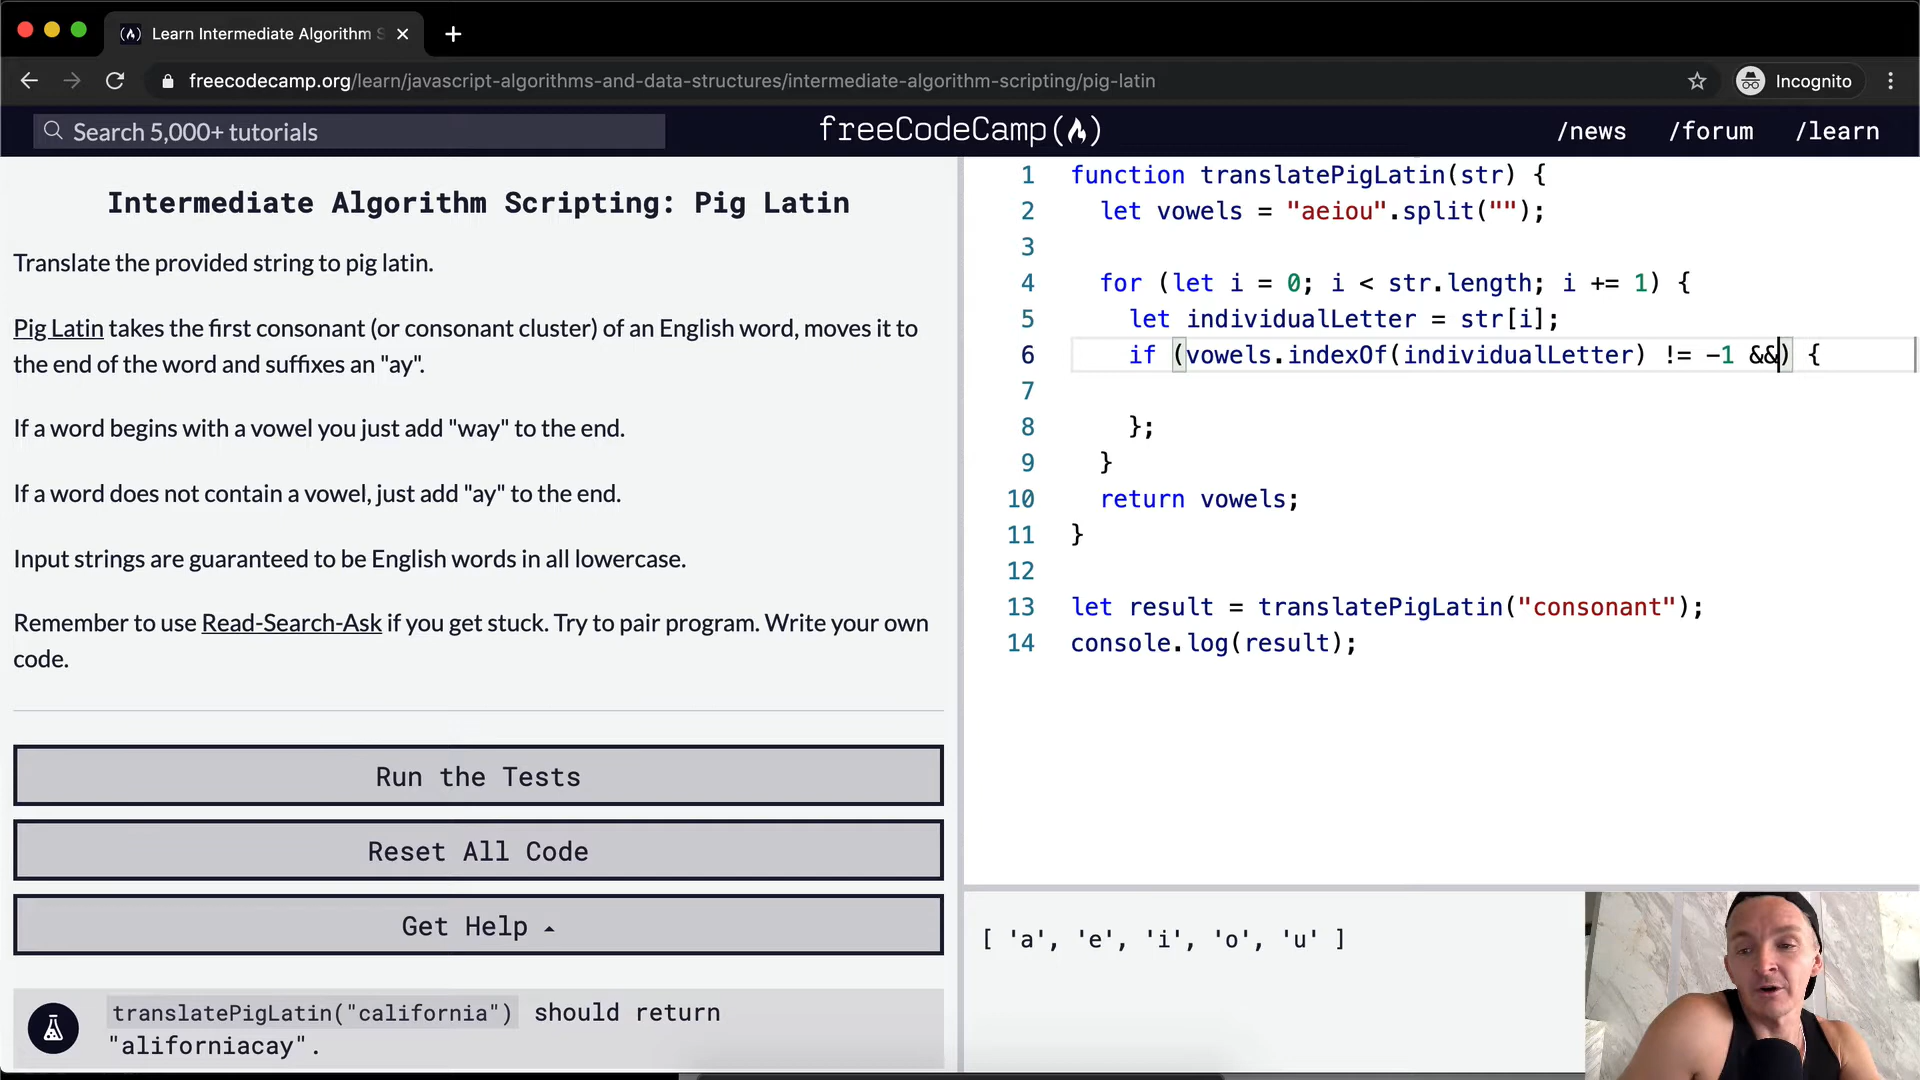 Learn Intermediate Algorithm S
freecodecamp.org/learn/javascript-algorithms-and-data-structures/intermediate-algorithm-scripting/pig-latin
Incognito
Search 5,000+ tutorials
freeCodeCamp
/news /forum /learn
Intermediate Algorithm Scripting: Pig Latin
Translate the provided string to pig latin.
Pig Latin takes the first consonant (or consonant cluster) of an English word, moves it to
the end of the word and suffixes an "ay".
If a word begins with a vowel you just add "way" to the end.
If a word does not contain a vowel, just add "ay" to the end.
Input strings are guaranteed to be English words in all lowercase.
Remember to use Read-Search-Ask if you get stuck. Try to pair program. Write your own
code.
Run the Tests
Reset All Code
Get Help
translatePigLatin("california") should return
"aliforniacay".
1 function translatePigLatin(str) {
2 let vowels = "aeiou".split("");
3
4 for (let i = 0; i < str.length; i += 1) {
5 let individualLetter = str[i];
6 if (vowels.indexOf(individualLetter) != -1 &&) {
7
8 };
9 }
10 return vowels;
11 }
12
13 let result = translatePigLatin("consonant");
14 console.log(result);
[ 'a', 'e', 'i', 'o', 'u' ]